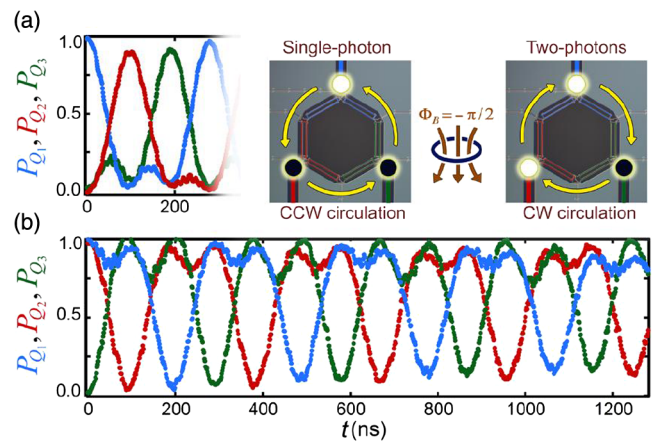 (a)
Single-photon
Two-photons
P_Q1, P_Q2, P_Q3
1.0
0.5
0.0
0
200
Φ_B = − π/2
CCW circulation
CW circulation
(b)
P_Q1, P_Q2, P_Q3
1.0
0.5
0.0
0 200 400 600 800 1000 1200
t (ns)